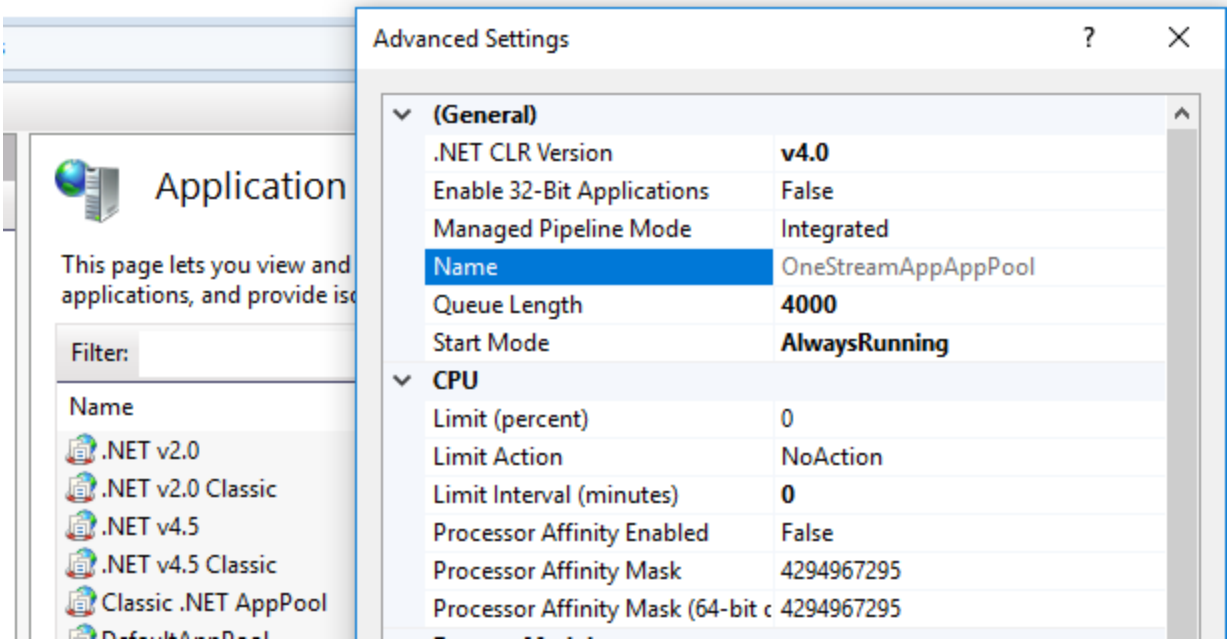 Advanced Settings
?
(General)
.NET CLR Version v4.0
Enable 32-Bit Applications False
Managed Pipeline Mode Integrated
Name OneStreamAppAppPool
Queue Length 4000
Start Mode AlwaysRunning
CPU
Limit (percent) 0
Limit Action NoAction
Limit Interval (minutes) 0
Processor Affinity Enabled False
Processor Affinity Mask 4294967295
Processor Affinity Mask (64-bit 4294967295
Application
This page lets you view and
applications, and provide
Filter:
Name
.NET v2.0
.NET v2.0 Classic
.NET v4.5
.NET v4.5 Classic
Classic .NET AppPool
DefaultAppPool